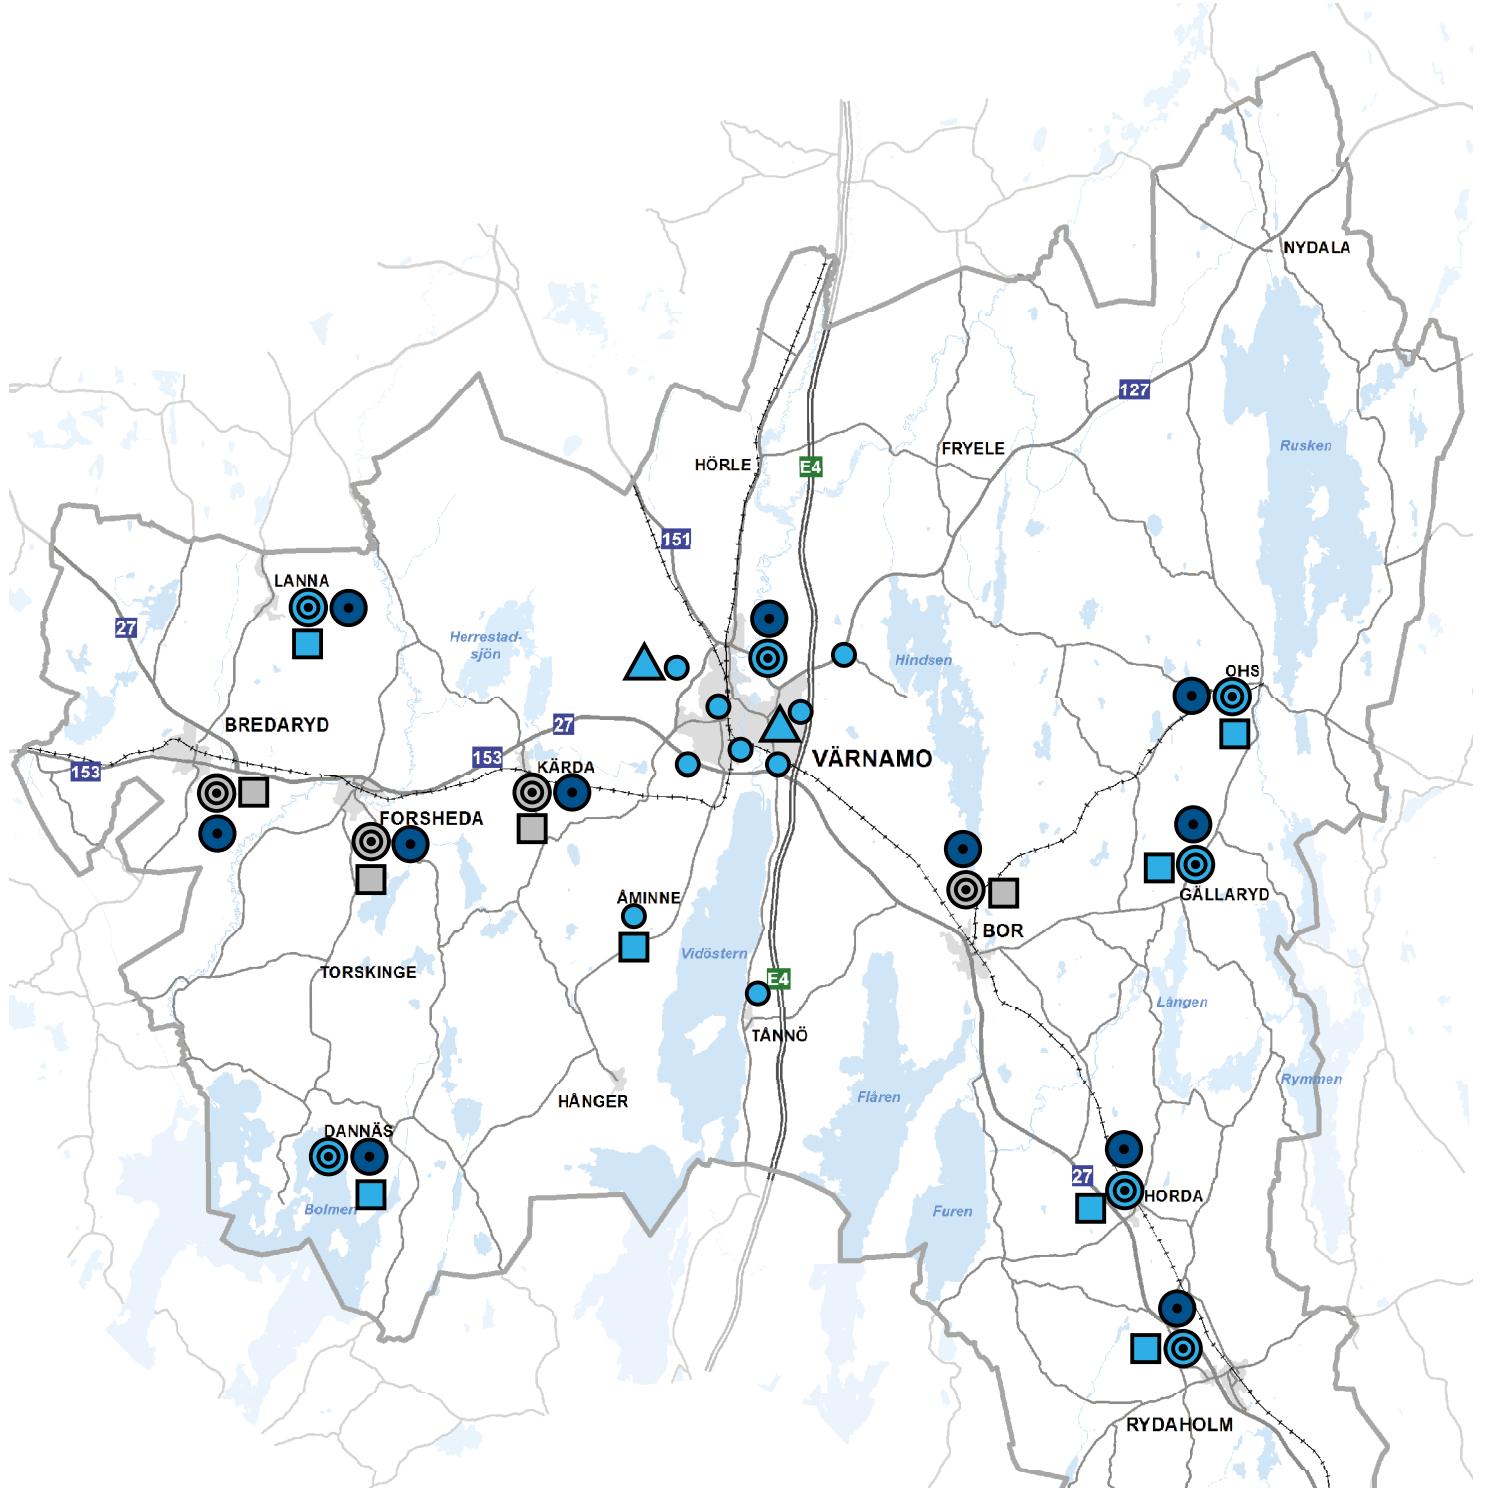 NYDALA
127
Rusken
FRYELE
HÖRLE
E4
151
LANNA
27
Herrestad-
sjön
Hindsen
OHS
BREDARYD
27
153
KÄRDA
VÄRNAMO
153
FORSHEDA
GÄLLARYD
ÅMINNE
BOR
Vidöstern
TORSKINGE
E4
Lången
TÅNNÖ
Rymmen
Flåren
HÅNGER
DANNÄS
27
HORDA
Bolmen
Furen
RYDAHOLM